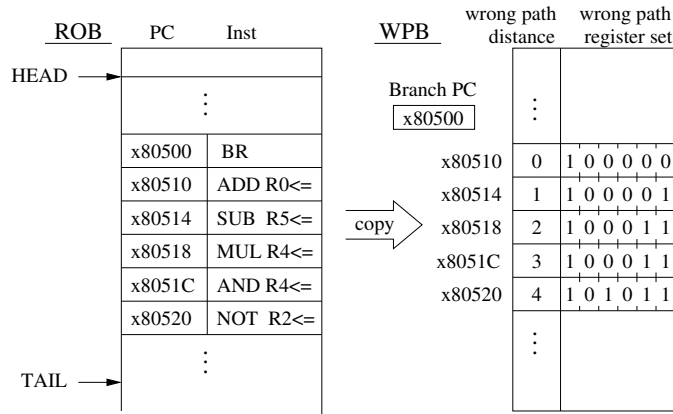 ROB PC Inst
HEAD
⋮
x80500 BR
x80510 ADD R0<=
x80514 SUB R5<=
x80518 MUL R4<=
x8051C AND R4<=
x80520 NOT R2<=
⋮
TAIL
copy
WPB
wrong path distance
wrong path register set
Branch PC
x80500
⋮
x80510 0 1 0 0 0 0 0
x80514 1 1 0 0 0 0 1
x80518 2 1 0 0 0 1 1
x8051C 3 1 0 0 0 1 1
x80520 4 1 0 1 0 1 1
⋮